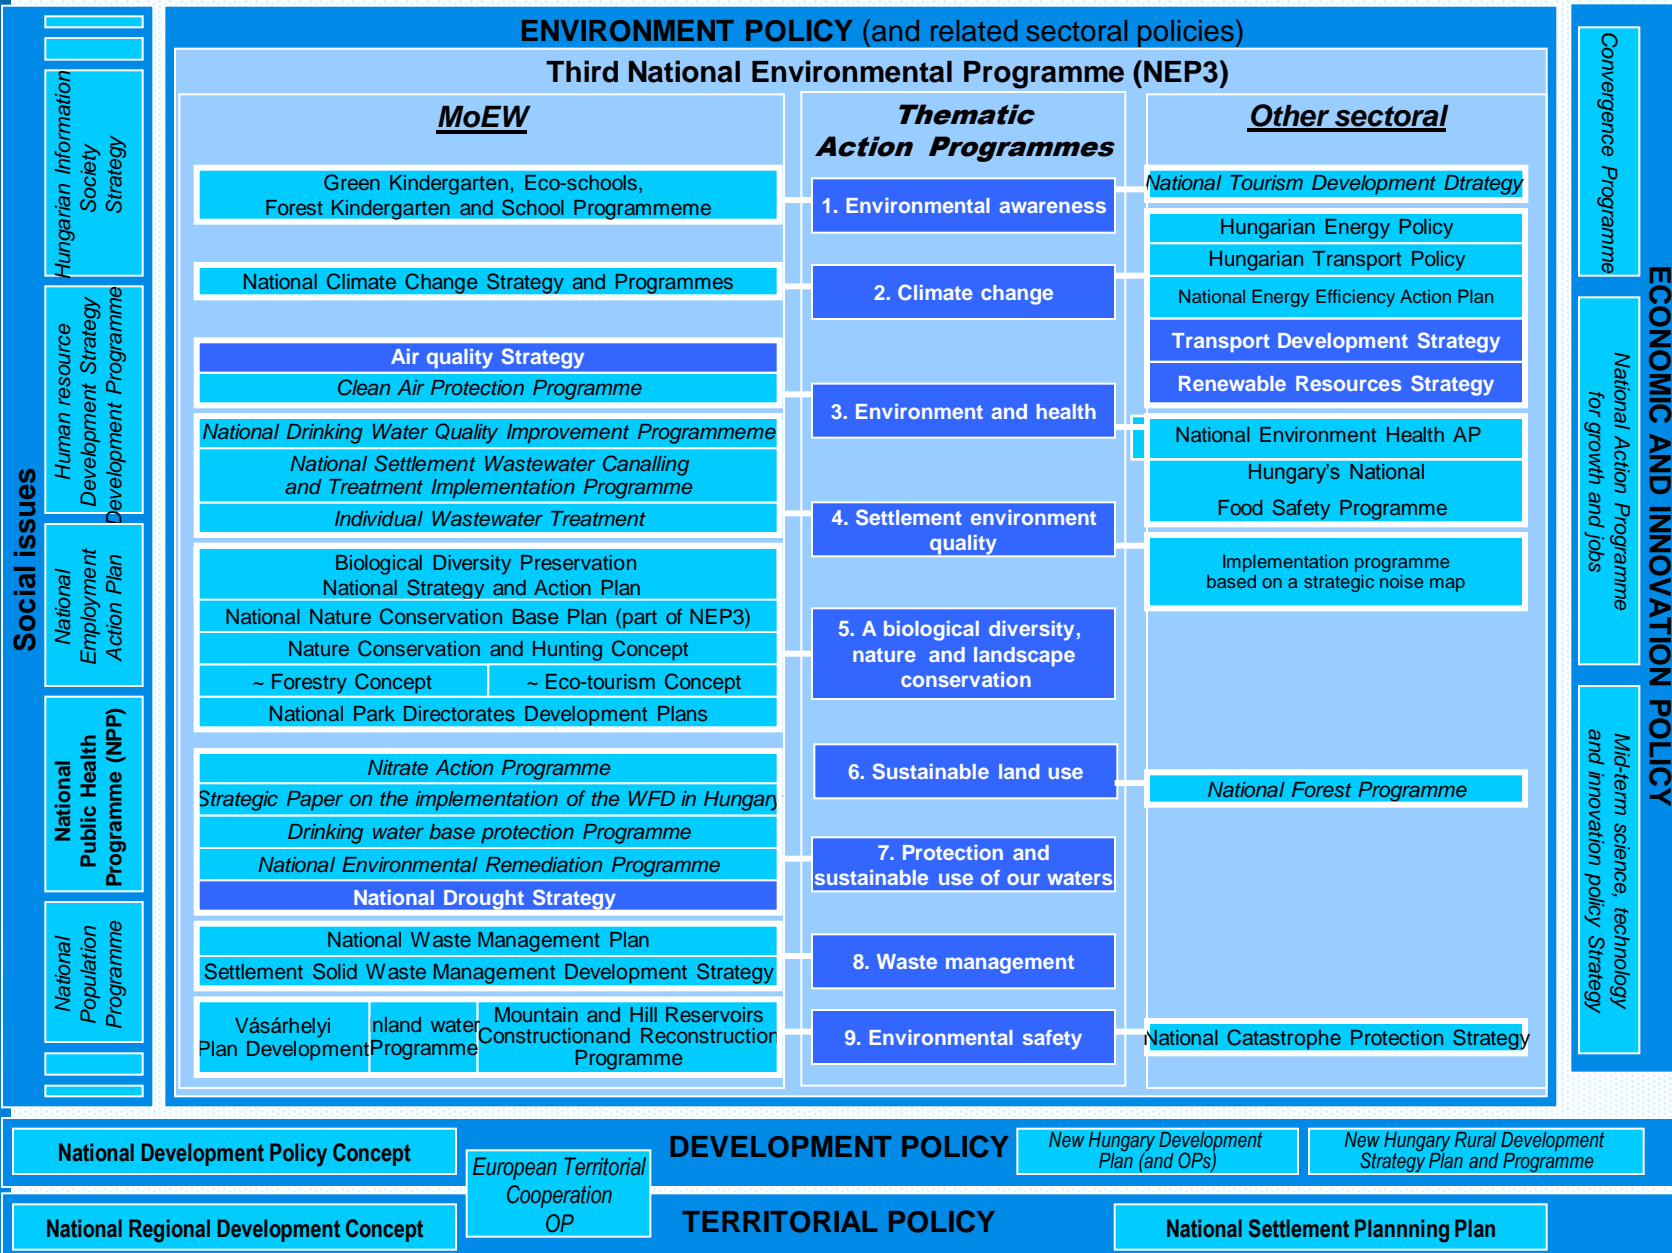 ENVIRONMENT POLICY (and related sectoral policies)
Third National Environmental Programme (NEP3)
MoEW
Green Kindergarten, Eco-schools,
Forest Kindergarten and School Programmeme
National Climate Change Strategy and Programmes
Air quality Strategy
Clean Air Protection Programme
National Drinking Water Quality Improvement Programmeme
National Settlement Wastewater Canalling
and Treatment Implementation Programme
Individual Wastewater Treatment
Biological Diversity Preservation
National Strategy and Action Plan
National Nature Conservation Base Plan (part of NEP3)
Nature Conservation and Hunting Concept
~ Forestry Concept
~ Eco-tourism Concept
National Park Directorates Development Plans
Nitrate Action Programme
Strategic Paper on the implementation of the WFD in Hungary
Drinking water base protection Programme
National Environmental Remediation Programme
National Drought Strategy
National Waste Management Plan
Settlement Solid Waste Management Development Strategy
Vásárhelyi
Plan Development
nland water
Programme
Mountain and Hill Reservoirs
Constructionand Reconstruction
Programme
Thematic
Action Programmes
1. Environmental awareness
2. Climate change
3. Environment and health
4. Settlement environment
quality
5. A biological diversity,
nature and landscape
conservation
6. Sustainable land use
7. Protection and
sustainable use of our waters
8. Waste management
9. Environmental safety
Other sectoral
National Tourism Development Dtrategy
Hungarian Energy Policy
Hungarian Transport Policy
National Energy Efficiency Action Plan
Transport Development Strategy
Renewable Resources Strategy
National Environment Health AP
Hungary's National
Food Safety Programme
Implementation programme
based on a strategic noise map
National Forest Programme
National Catastrophe Protection Strategy
Social issues
Hungarian Information
Society
Strategy
Human resource
Development Strategy
Development Programme
National
Employment
Action Plan
National
Public Health
Programme (NPP)
National
Population
Programme
ECONOMIC AND INNOVATION POLICY
Convergence Programme
National Action Programme
for growth and jobs
Mid-term science, technology
and innovation policy Strategy
DEVELOPMENT POLICY
National Development Policy Concept
European Territorial
Cooperation
OP
New Hungary Development
Plan (and OPs)
New Hungary Rural Development
Strategy Plan and Programme
TERRITORIAL POLICY
National Regional Development Concept
National Settlement Plannning Plan